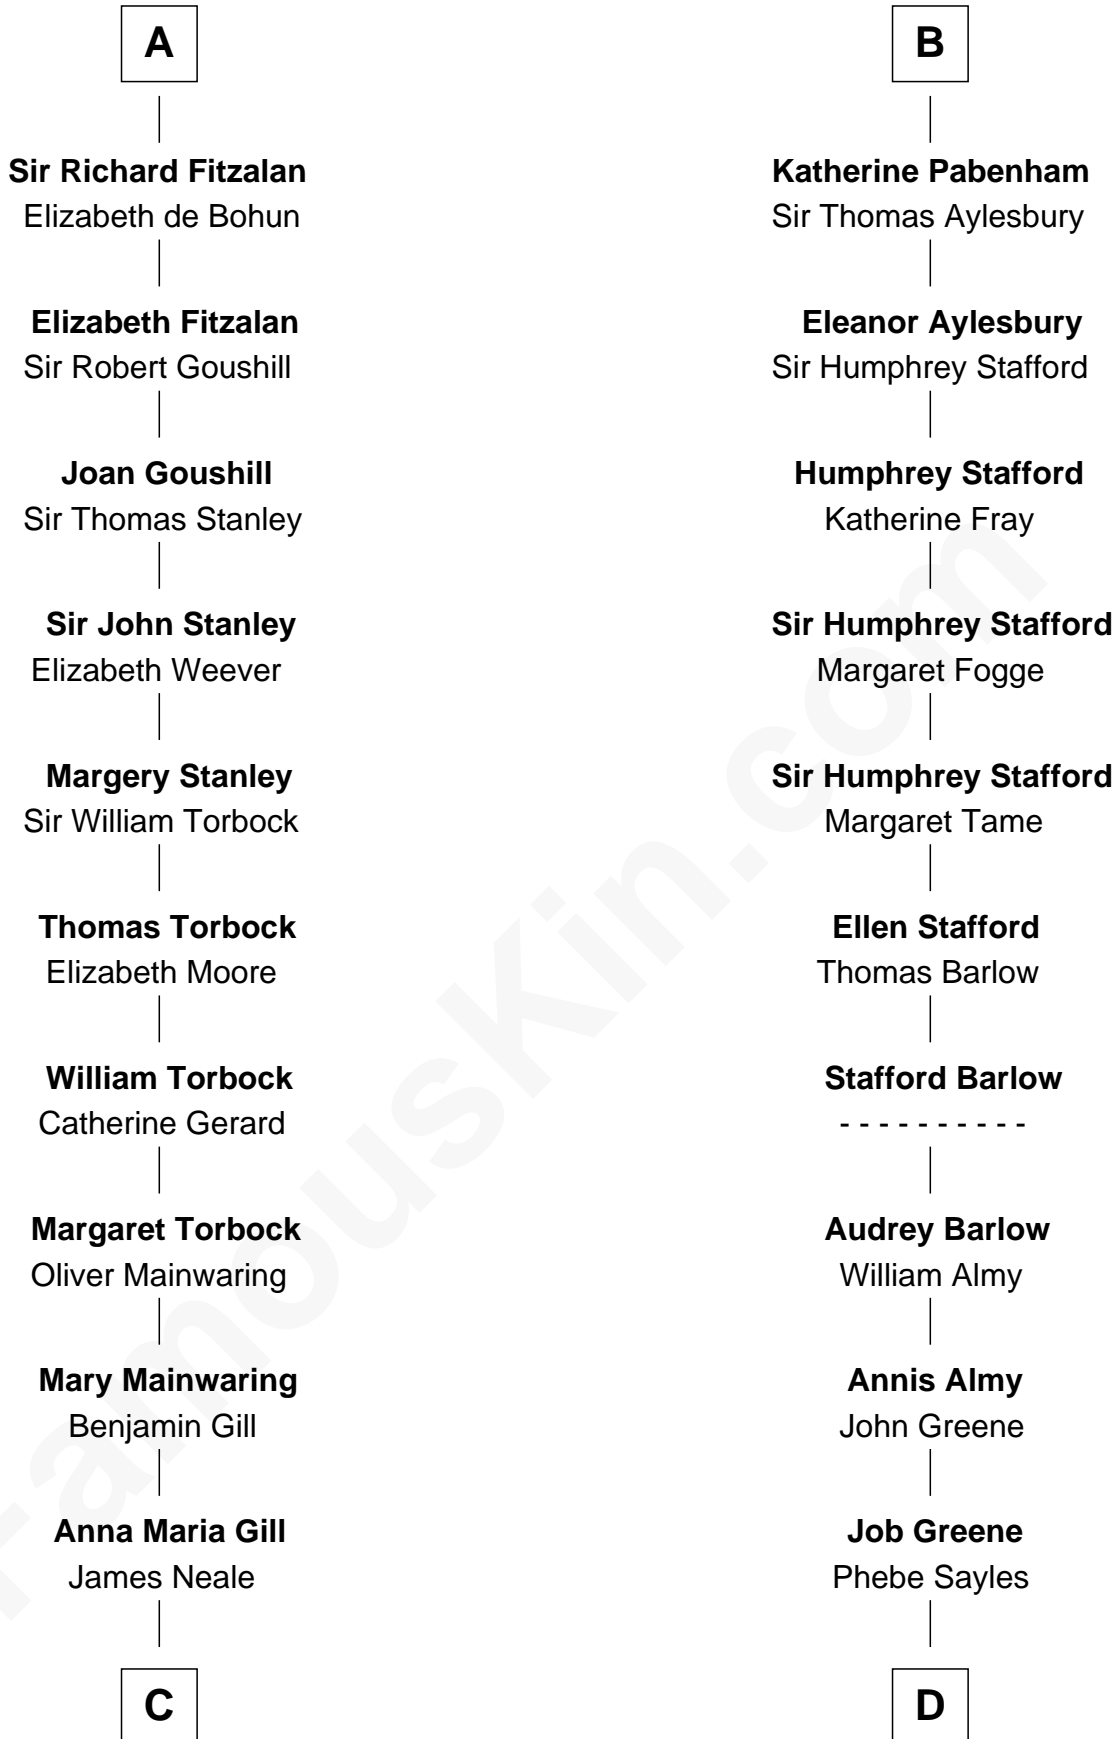 A
Sir Richard Fitzalan
Elizabeth de Bohun
Elizabeth Fitzalan
Sir Robert Goushill
Joan Goushill
Sir Thomas Stanley
Sir John Stanley
Elizabeth Weever
Margery Stanley
Sir William Torbock
Thomas Torbock
Elizabeth Moore
William Torbock
Catherine Gerard
Margaret Torbock
Oliver Mainwaring
Mary Mainwaring
Benjamin Gill
Anna Maria Gill
James Neale
C
B
Katherine Pabenham
Sir Thomas Aylesbury
Eleanor Aylesbury
Sir Humphrey Stafford
Humphrey Stafford
Katherine Fray
Sir Humphrey Stafford
Margaret Fogge
Sir Humphrey Stafford
Margaret Tame
Ellen Stafford
Thomas Barlow
Stafford Barlow
- - - - - - - - - -
Audrey Barlow
William Almy
Annis Almy
John Greene
Job Greene
Phebe Sayles
D
FamousKin.com